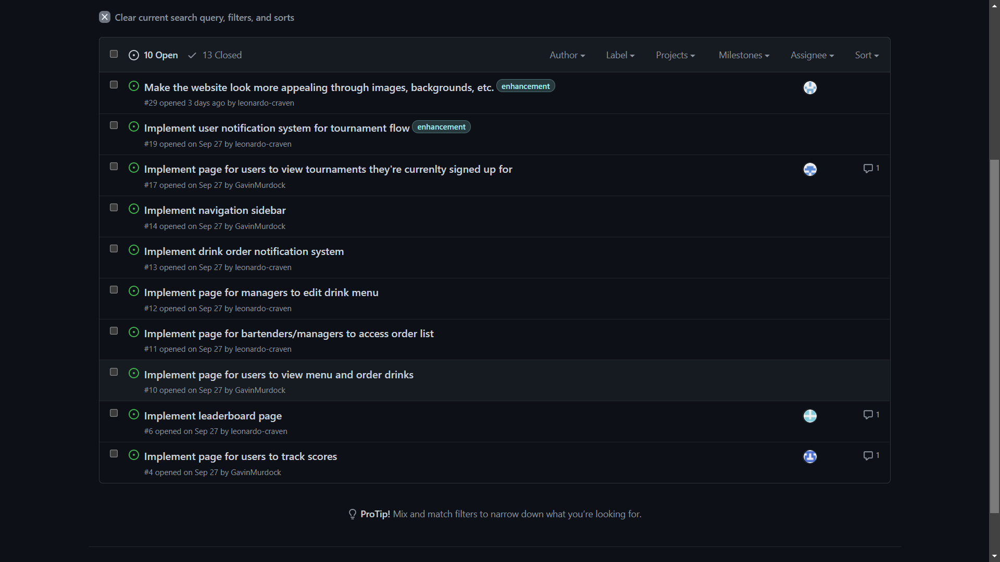 Clear current search query, filters, and sorts
10 Open 13 Closed Author Label Projects Milestones Assignee Sort
Make the website look more appealing through images, backgrounds, etc. enhancement
#29 opened 3 days ago by leonardo-craven
Implement user notification system for tournament flow enhancement
#19 opened on Sep 27 by leonardo-craven
Implement page for users to view tournaments they're currenlty signed up for 1
#17 opened on Sep 27 by GavinMurdock
Implement navigation sidebar
#14 opened on Sep 27 by GavinMurdock
Implement drink order notification system
#13 opened on Sep 27 by leonardo-craven
Implement page for managers to edit drink menu
#12 opened on Sep 27 by leonardo-craven
Implement page for bartenders/managers to access order list
#11 opened on Sep 27 by leonardo-craven
Implement page for users to view menu and order drinks
#10 opened on Sep 27 by GavinMurdock
Implement leaderboard page 1
#6 opened on Sep 27 by leonardo-craven
Implement page for users to track scores 1
#4 opened on Sep 27 by GavinMurdock
ProTip! Mix and match filters to narrow down what you’re looking for.